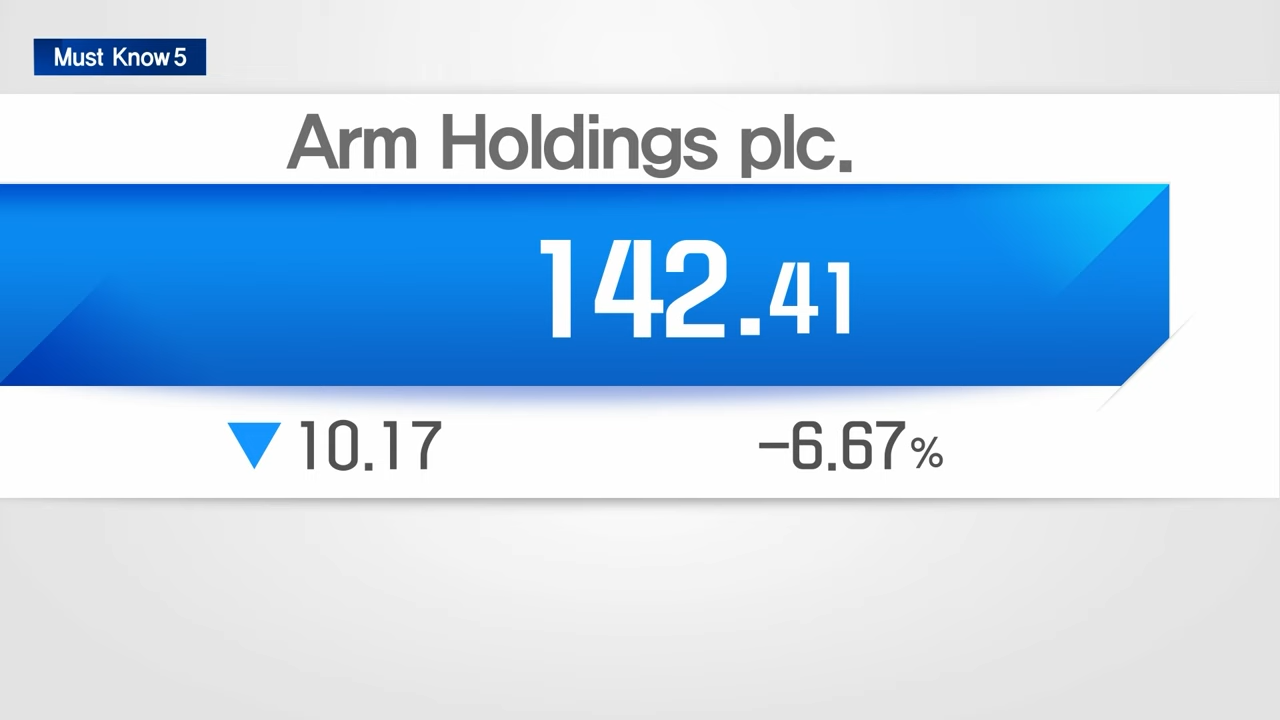 Must Know 5
Arm Holdings plc.
142.41
▼ 10.17 -6.67%